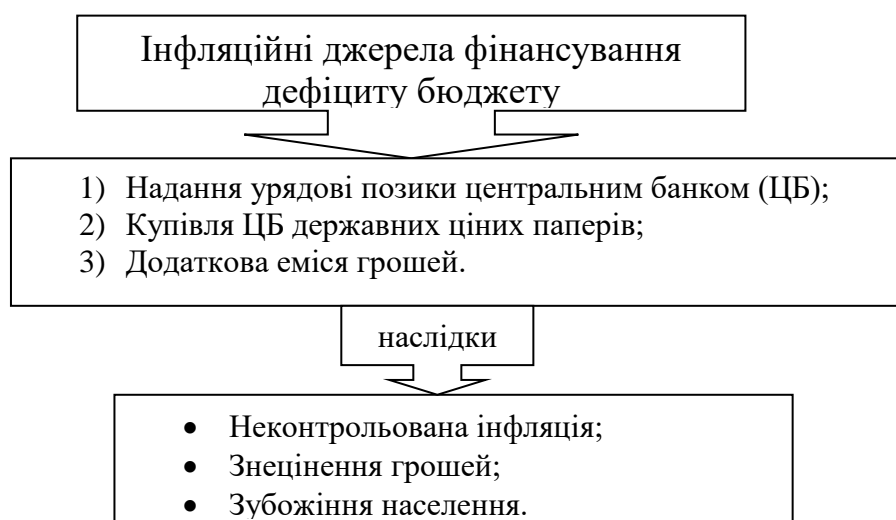 Інфляційні джерела фінансування
дефіциту бюджету
1) Надання урядові позики центральним банком (ЦБ);
2) Купівля ЦБ державних ціних паперів;
3) Додаткова еміся грошей.
наслідки
• Неконтрольована інфляція;
• Знецінення грошей;
• Зубожіння населення.